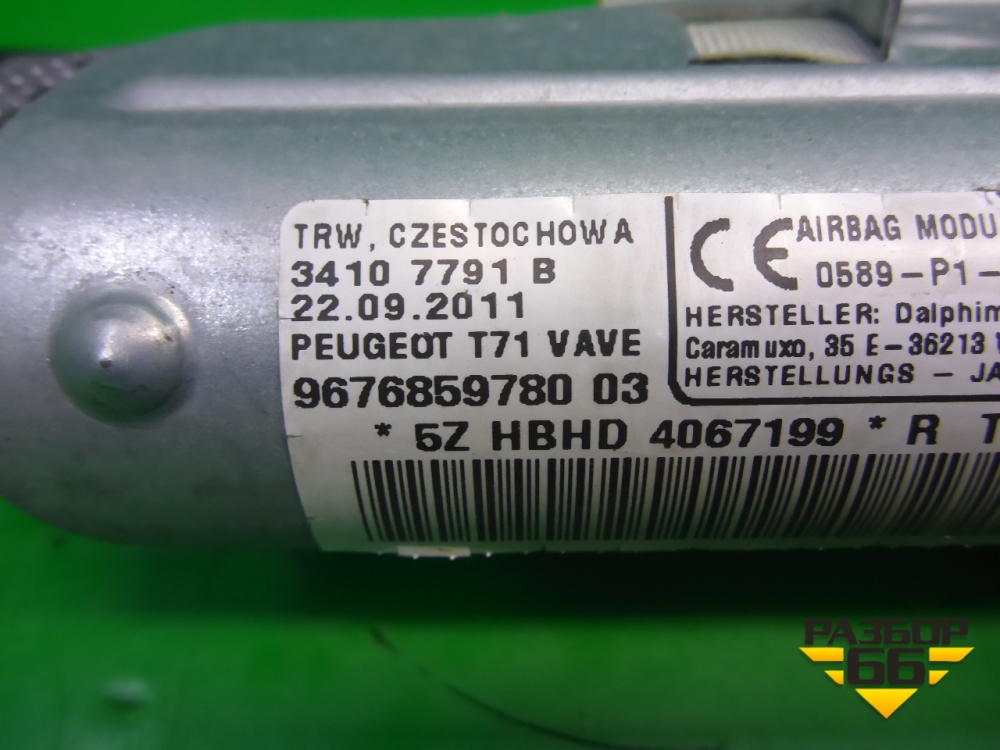 TRW, CZESTOCHOWA
3410 7791 B
22.09.2011
PEUGEOT T71 VAVE
9676859780 03
CE AIRBAG
0589-P1-
HERSTELLER:
Caramuxo, 35 E-36213
HERSTELLUNGS -
* 5Z HBHD 4067199 * R
РАЗБОР
66